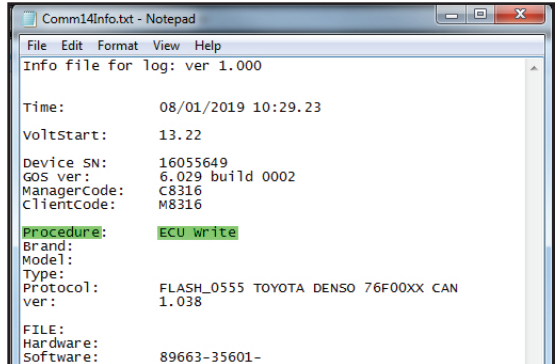 Comm14Info.txt - Notepad
File Edit Format View Help
Info file for log: ver 1.000
Time: 08/01/2019 10:29.23
VoltStart: 13.22
Device SN: 16055649
GOS ver: 6.029 build 0002
ManagerCode: C8316
ClientCode: M8316
Procedure: ECU Write
Brand:
Model:
Type:
Protocol: FLASH_0555 TOYOTA DENSO 76F00XX CAN
ver: 1.038
FILE:
Hardware:
Software: 89663-35601-